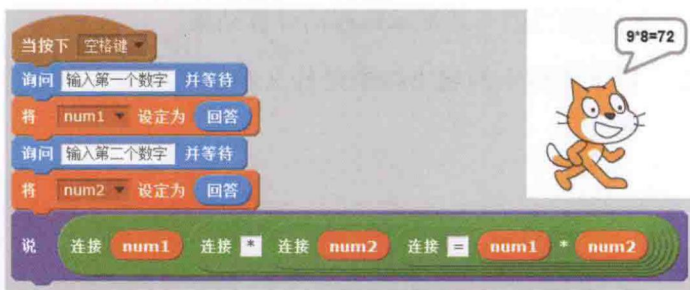 当按下 空格键
9*8=72
询问 输入第一个数字 并等待
将 num1 设定为 回答
询问 输入第二个数字 并等待
将 num2 设定为 回答
说 连接 num1 连接 * 连接 num2 连接 = num1 * num2